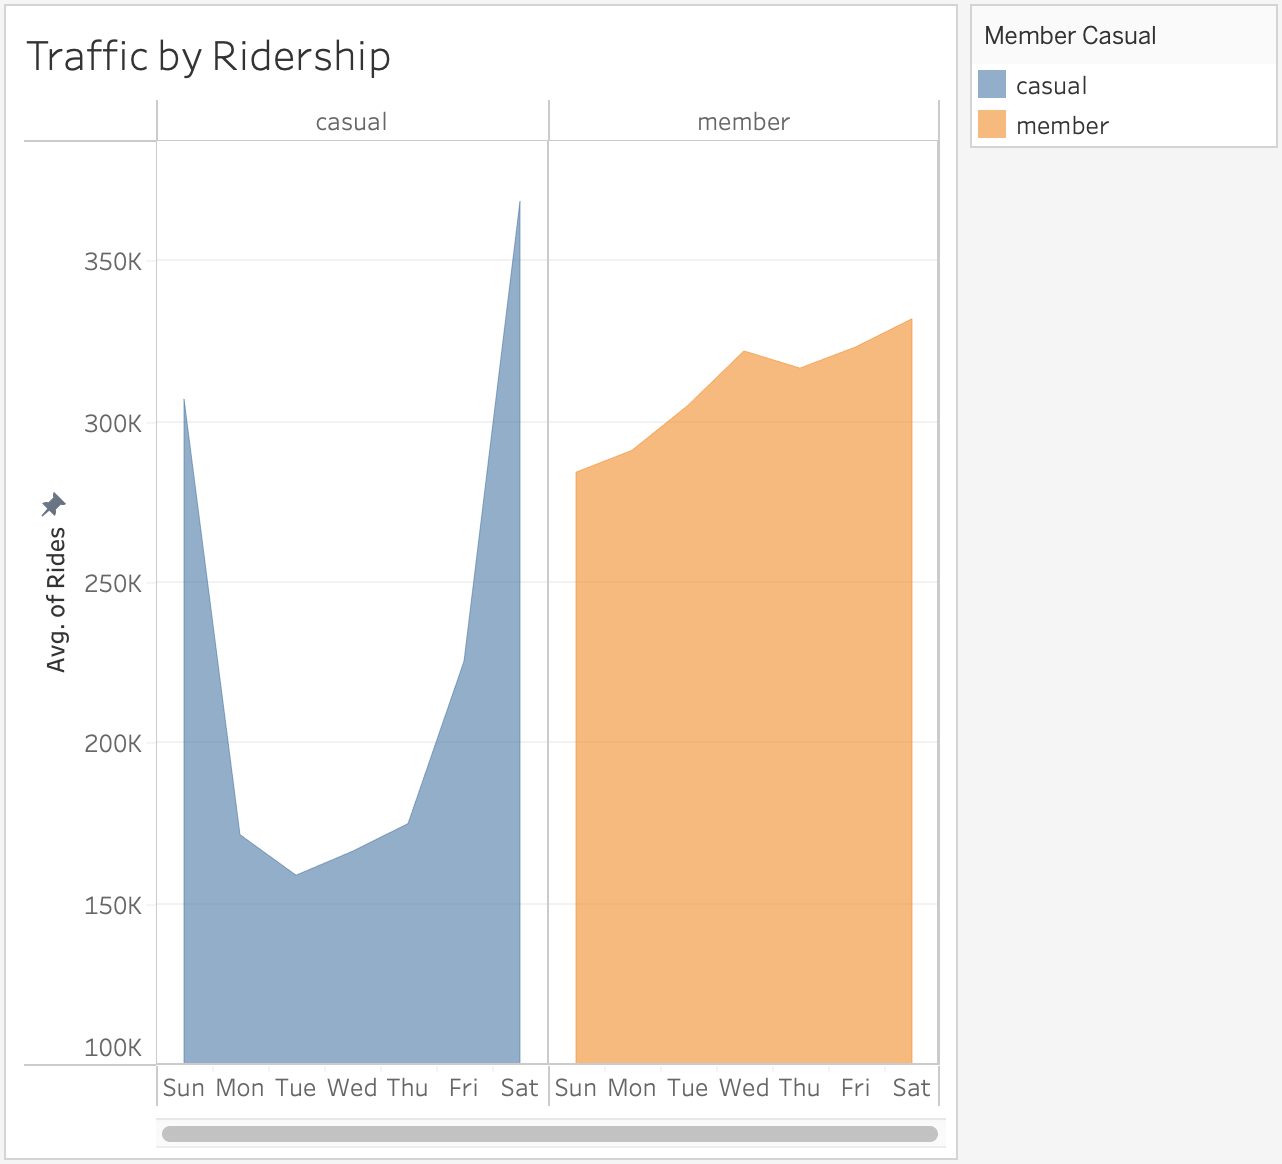 Traffic by Ridership
casual member
350K
300K
250K
200K
150K
100K
Avg. of Rides
Sun Mon Tue Wed Thu Fri Sat Sun Mon Tue Wed Thu Fri Sat
Member Casual
casual
member